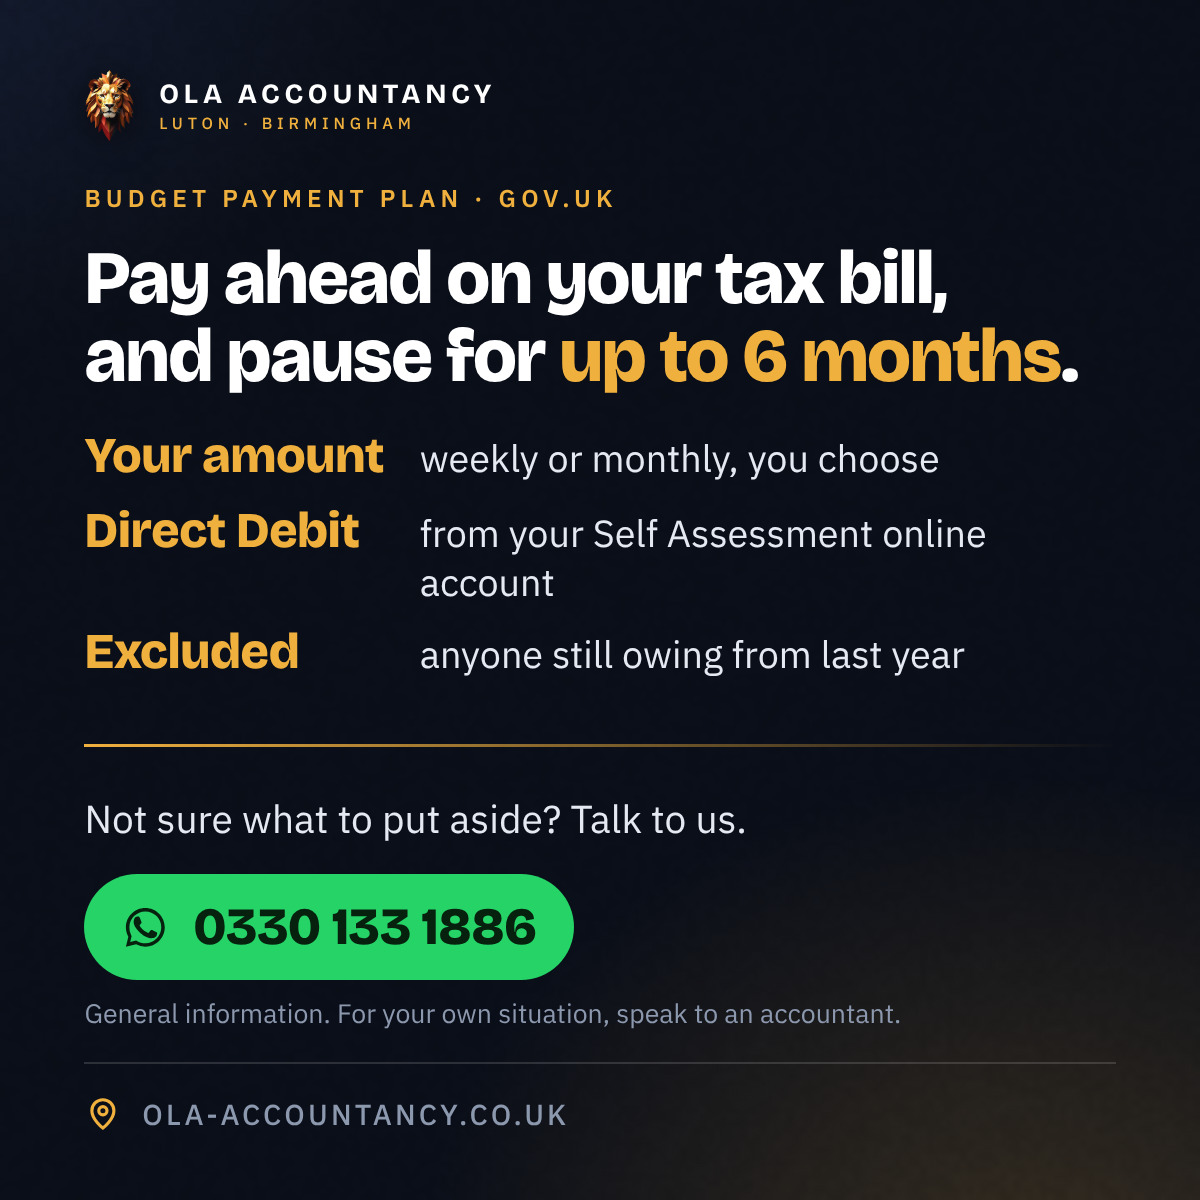 OLA ACCOUNTANCY
LUTON · BIRMINGHAM
BUDGET PAYMENT PLAN · GOV.UK
Pay ahead on your tax bill,
and pause for up to 6 months.
Your amount weekly or monthly, you choose
Direct Debit from your Self Assessment online
account
Excluded anyone still owing from last year
Not sure what to put aside? Talk to us.
0330 133 1886
General information. For your own situation, speak to an accountant.
OLA-ACCOUNTANCY.CO.UK